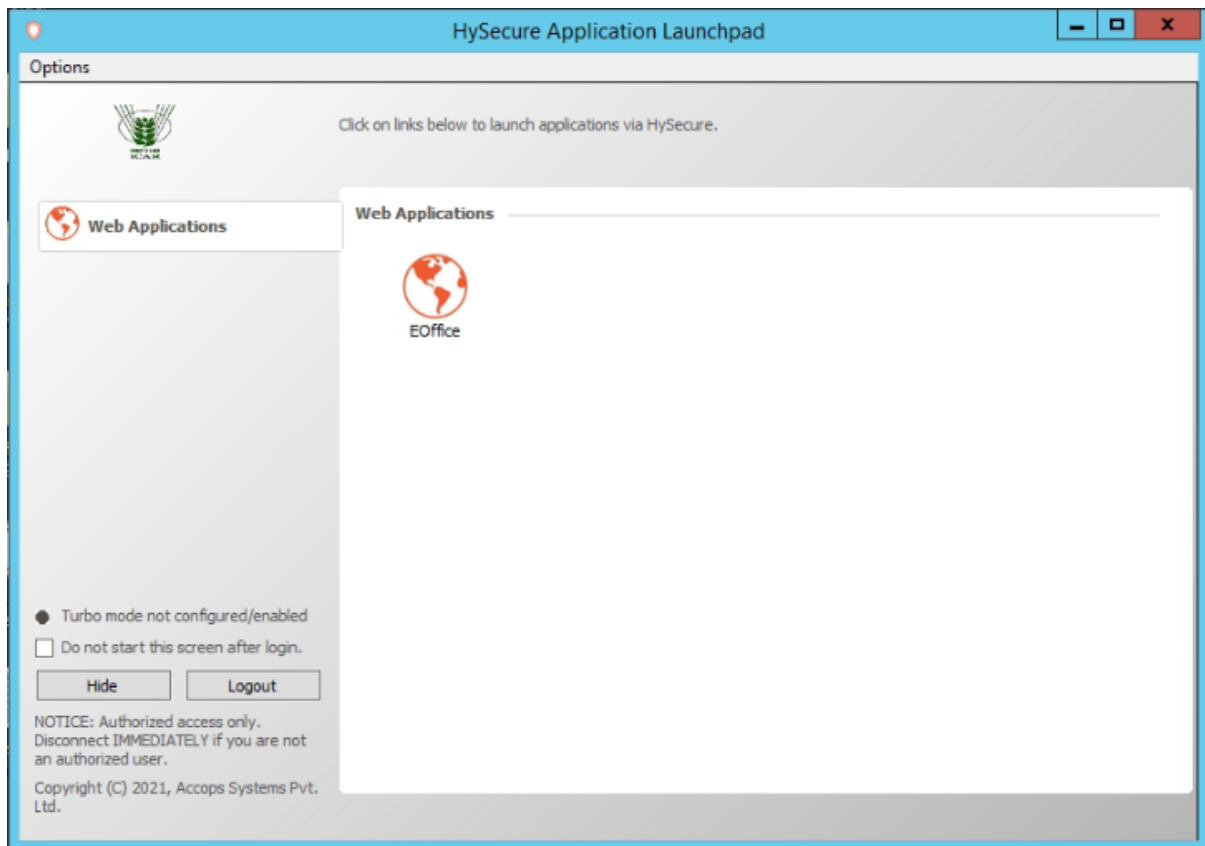 HySecure Application Launchpad
Options
ICAR
Click on links below to launch applications via HySecure.
Web Applications
Web Applications
EOffice
Turbo mode not configured/enabled
Do not start this screen after login.
Hide
Logout
NOTICE: Authorized access only.
Disconnect IMMEDIATELY if you are not
an authorized user.
Copyright (C) 2021, Accops Systems Pvt.
Ltd.